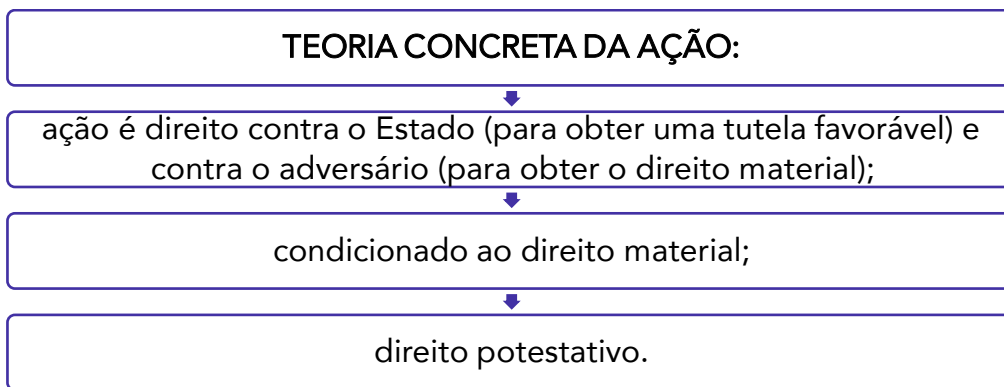 TEORIA CONCRETA DA AÇÃO:
ação é direito contra o Estado (para obter uma tutela favorável) e
contra o adversário (para obter o direito material);
condicionado ao direito material;
direito potestativo.